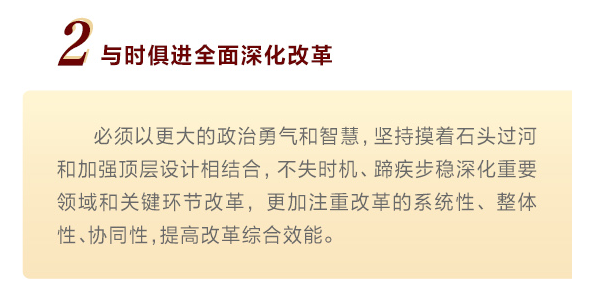 2 与时俱进全面深化改革
必须以更大的政治勇气和智慧,坚持摸着石头过河
和加强顶层设计相结合,不失时机、蹄疾步稳深化重要
领域和关键环节改革,更加注重改革的系统性、整体
性、协同性,提高改革综合效能。